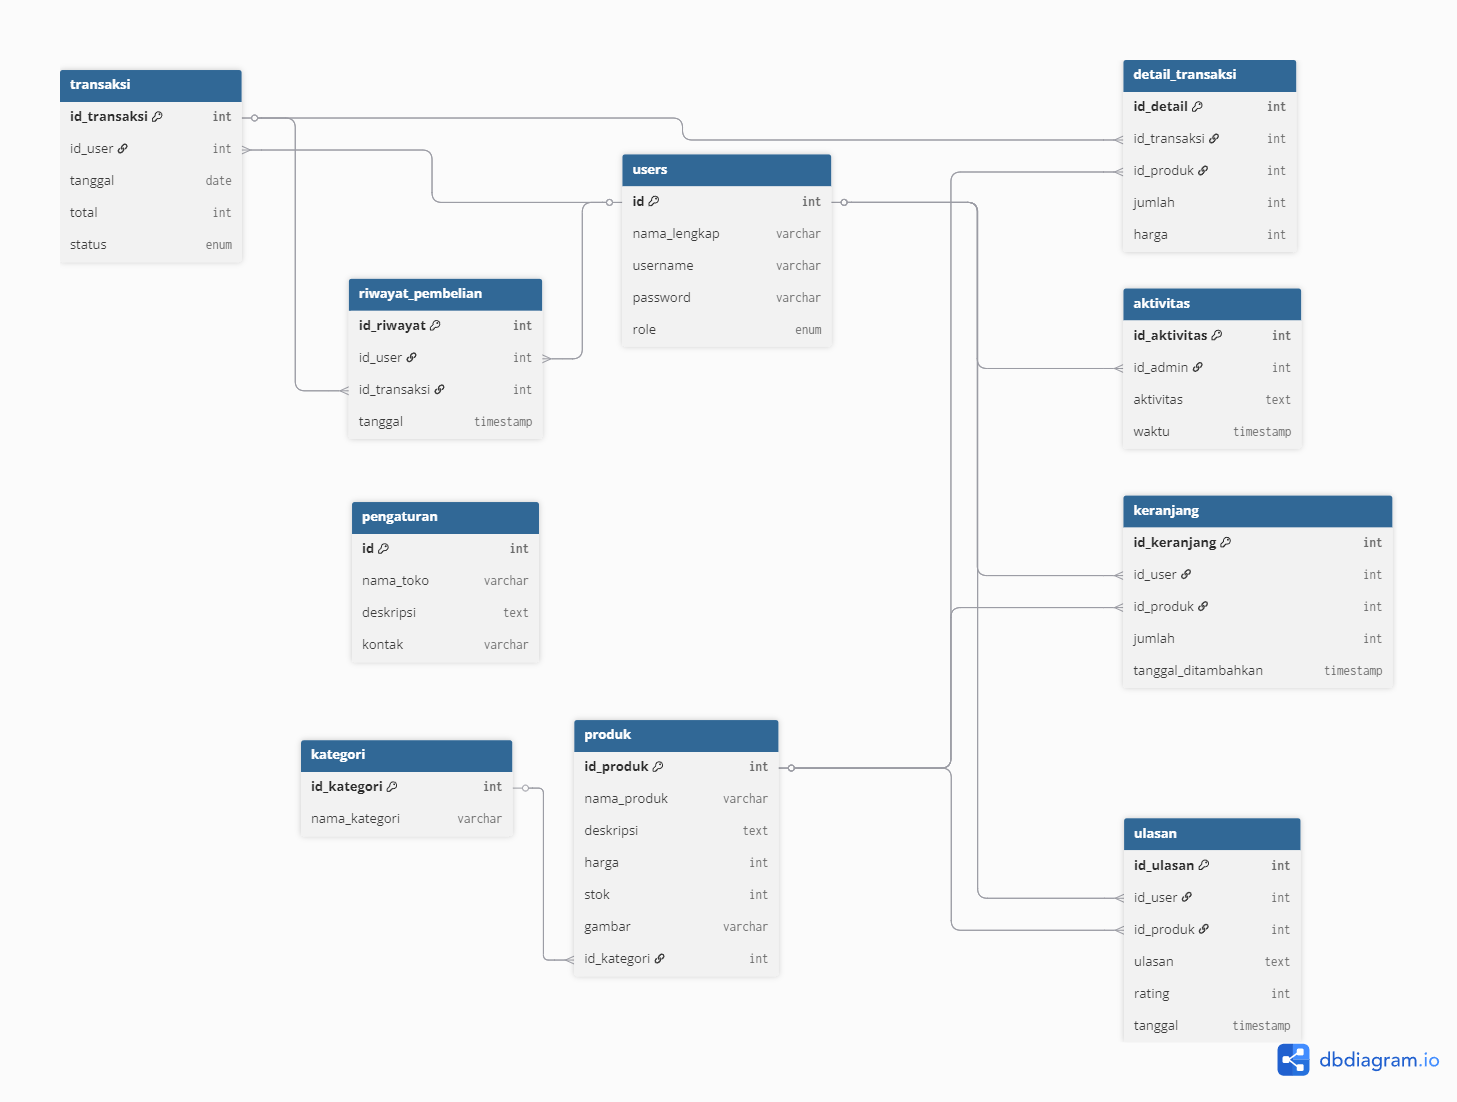 transaksi
id_transaksi int
id_user int
tanggal date
total int
status enum
riwayat_pembelian
id_riwayat int
id_user int
id_transaksi int
tanggal timestamp
users
id int
nama_lengkap varchar
username varchar
password varchar
role enum
detail_transaksi
id_detail int
id_transaksi int
id_produk int
jumlah int
harga int
aktivitas
id_aktivitas int
id_admin int
aktivitas text
waktu timestamp
pengaturan
id int
nama_toko varchar
deskripsi text
kontak varchar
keranjang
id_keranjang int
id_user int
id_produk int
jumlah int
tanggal_ditambahkan timestamp
kategori
id_kategori int
nama_kategori varchar
produk
id_produk int
nama_produk varchar
deskripsi text
harga int
stok int
gambar varchar
id_kategori int
ulasan
id_ulasan int
id_user int
id_produk int
ulasan text
rating int
tanggal timestamp
dbdiagram.io